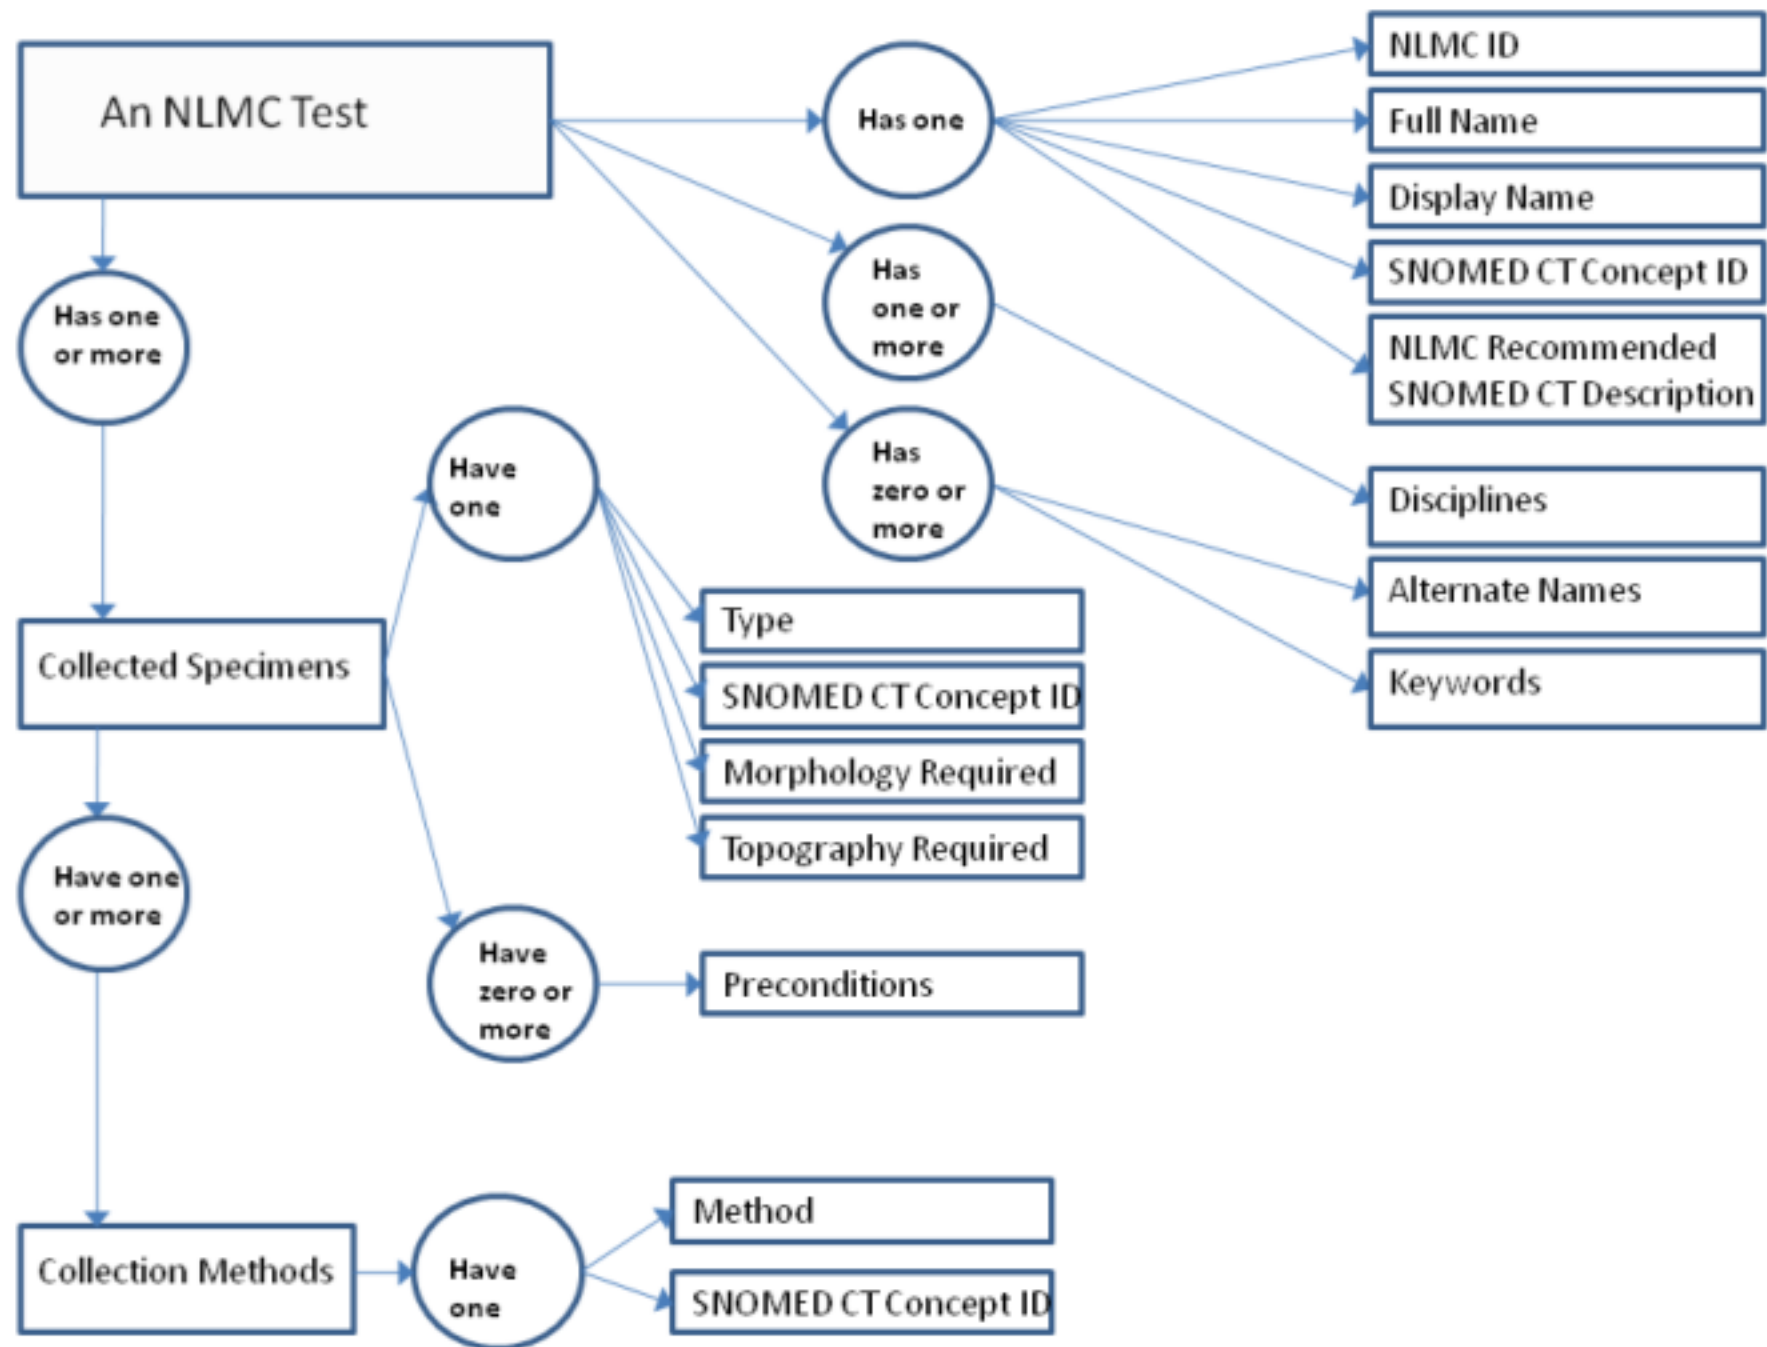 An NLMC Test
Has one
NLMC ID
Full Name
Display Name
SNOMED CT Concept ID
NLMC Recommended
SNOMED CT Description
Has
one or
more
Disciplines
Has
zero or
more
Alternate Names
Keywords
Has one
or more
Collected Specimens
Have
one
Type
SNOMED CT Concept ID
Morphology Required
Topography Required
Have
zero or
more
Preconditions
Have one
or more
Collection Methods
Have
one
Method
SNOMED CT Concept ID